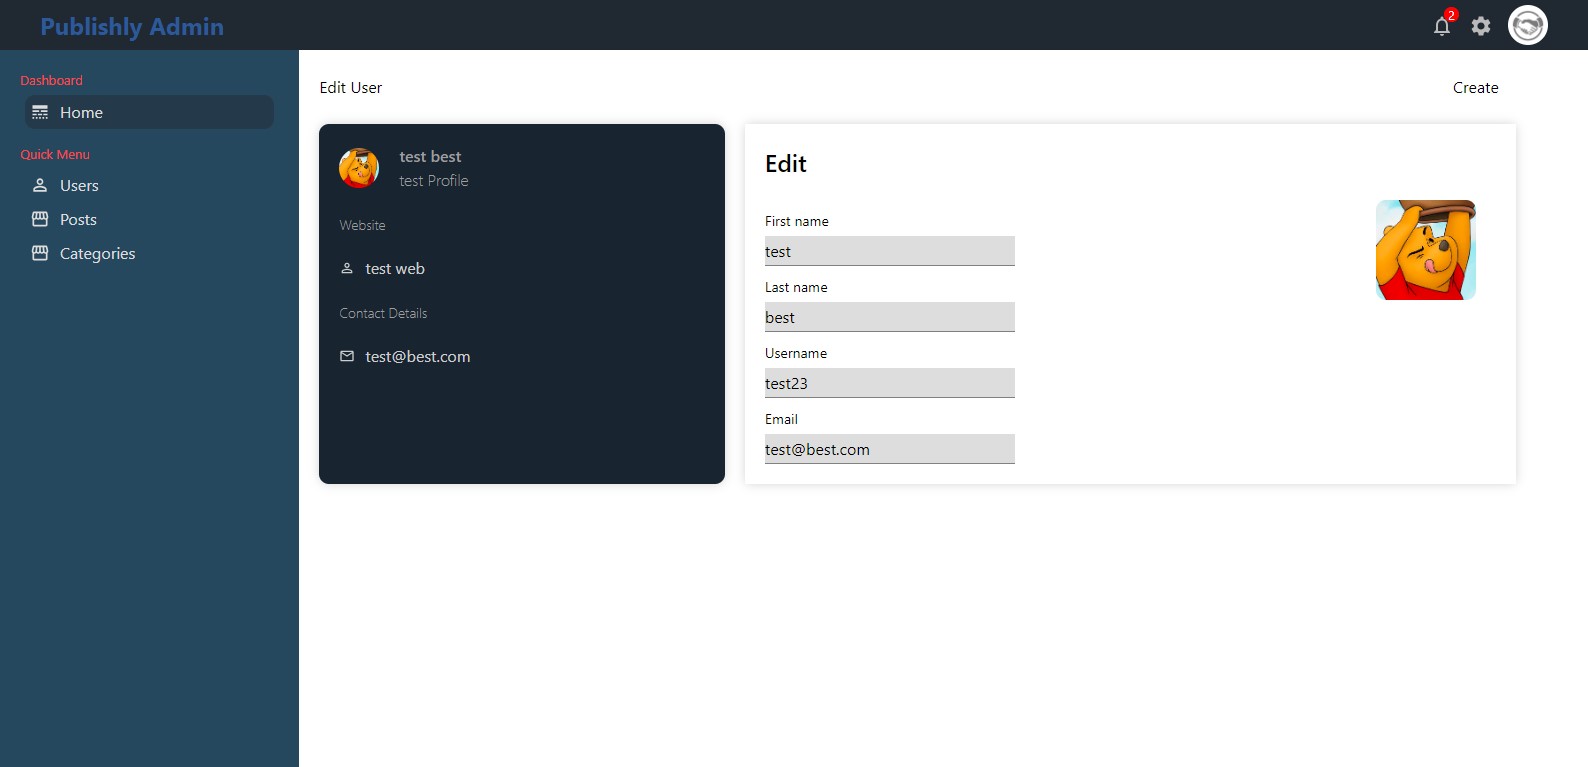 Publishly Admin
2
Dashboard
Home
Quick Menu
Users
Posts
Categories
Edit User
Create
test best
test Profile
Website
test web
Contact Details
test@best.com
Edit
First name
test
Last name
best
Username
test23
Email
test@best.com